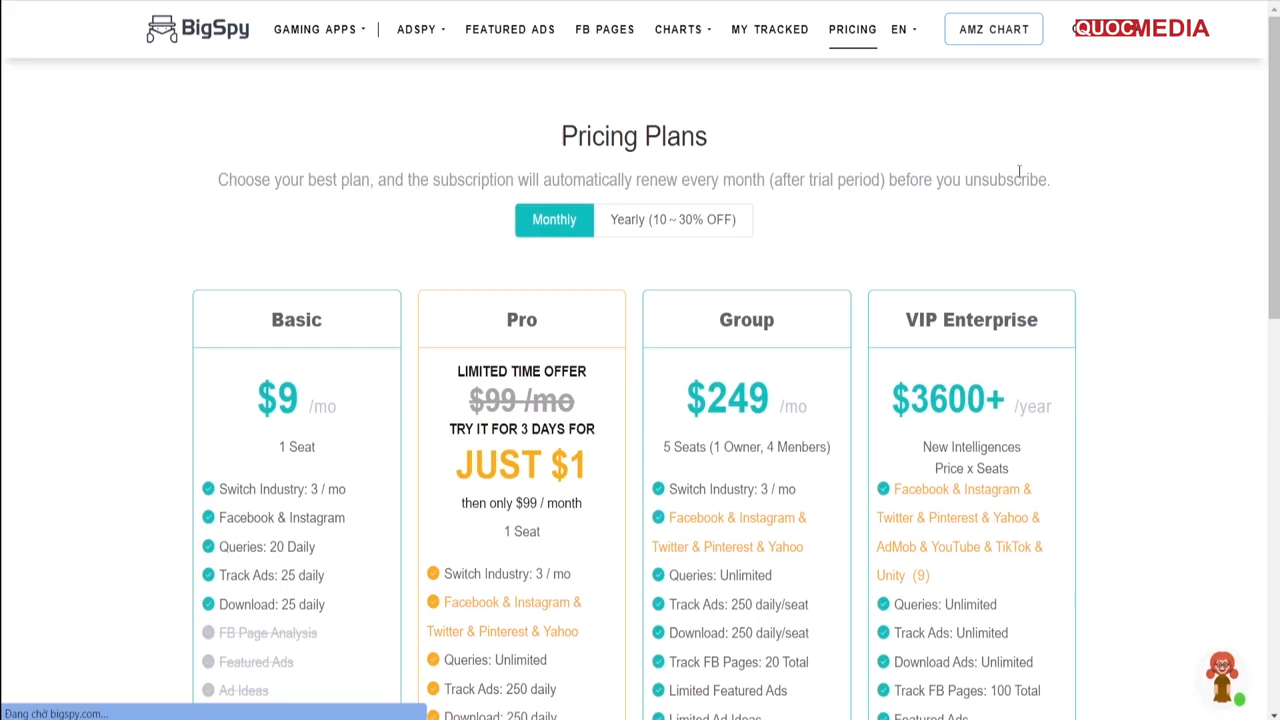 BigSpy GAMING APPS ADSPY FEATURED ADS FB PAGES CHARTS MY TRACKED PRICING EN AMZ CHART QUOCMEDIA
Pricing Plans
Choose your best plan, and the subscription will automatically renew every month (after trial period) before you unsubscribe.
Monthly Yearly (10~30% OFF)
Basic
$9 /mo
1 Seat
Switch Industry: 3 / mo
Facebook & Instagram
Queries: 20 Daily
Track Ads: 25 daily
Download: 25 daily
FB Page Analysis
Featured Ads
Ad Ideas
Pro
LIMITED TIME OFFER
$99 /mo
TRY IT FOR 3 DAYS FOR
JUST $1
then only $99 / month
1 Seat
Switch Industry: 3 / mo
Facebook & Instagram &
Twitter & Pinterest & Yahoo
Queries: Unlimited
Track Ads: 250 daily
Download: 250 daily
Group
$249 /mo
5 Seats (1 Owner, 4 Menbers)
Switch Industry: 3 / mo
Facebook & Instagram &
Twitter & Pinterest & Yahoo
Queries: Unlimited
Track Ads: 250 daily/seat
Download: 250 daily/seat
Track FB Pages: 20 Total
Limited Featured Ads
Limited Ad Ideas
VIP Enterprise
$3600+ /year
New Intelligences
Price x Seats
Facebook & Instagram &
Twitter & Pinterest & Yahoo &
AdMob & YouTube & TikTok &
Unity (9)
Queries: Unlimited
Track Ads: Unlimited
Download Ads: Unlimited
Track FB Pages: 100 Total
Featured Ads
Đang chờ bigspy.com...